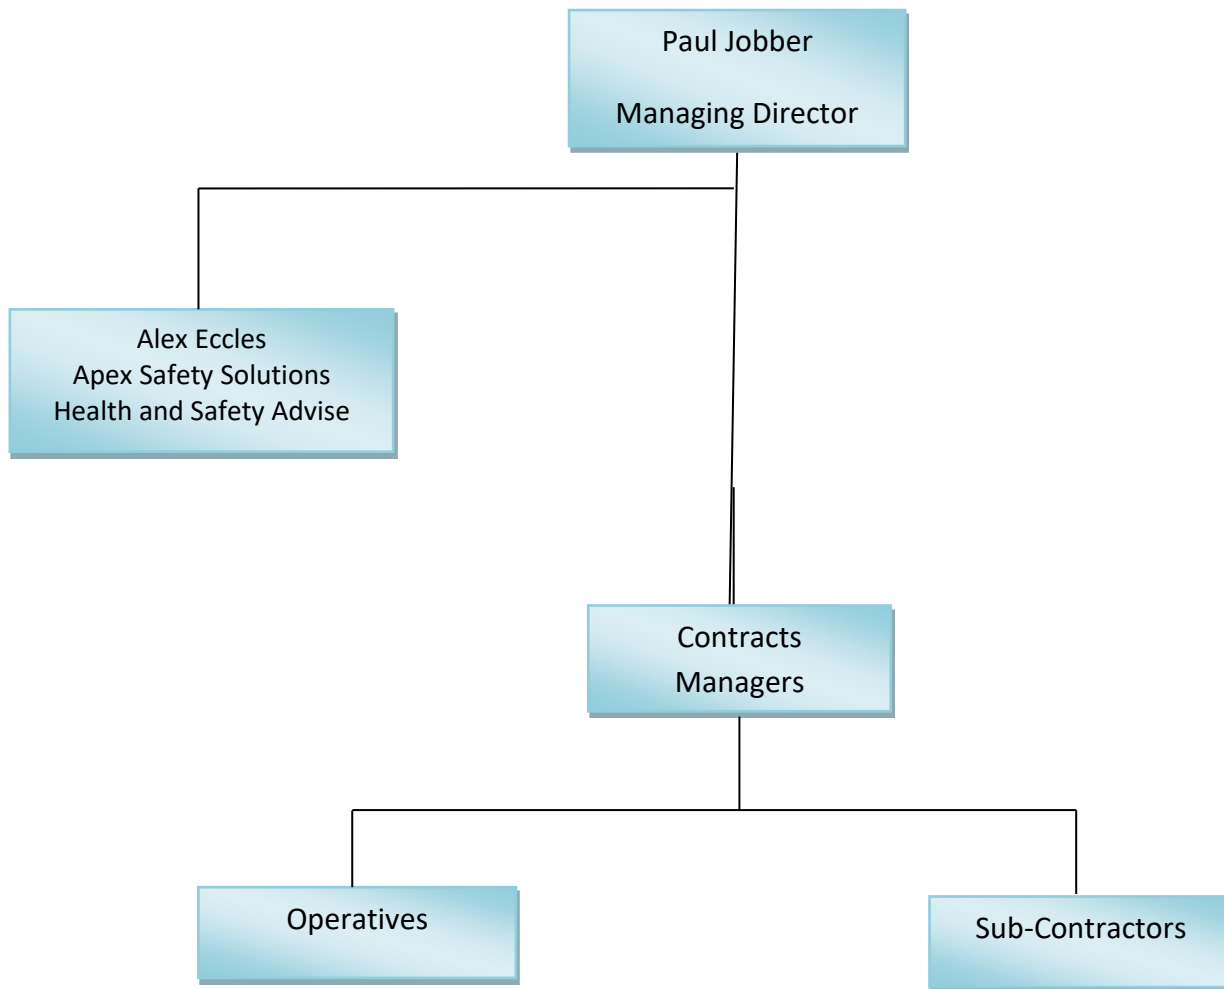 Paul Jobber
Managing Director
Alex Eccles
Apex Safety Solutions
Health and Safety Advise
Contracts
Managers
Operatives
Sub-Contractors